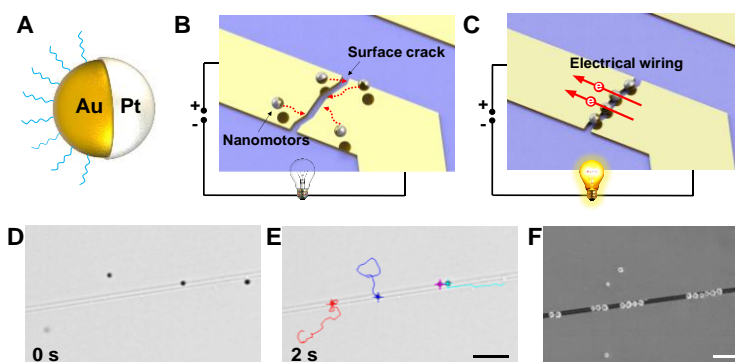 A
Au
Pt
B
Surface crack
Nanomotors
+
-
C
Electrical wiring
e
e
+
-
D
0 s
E
2 s
F